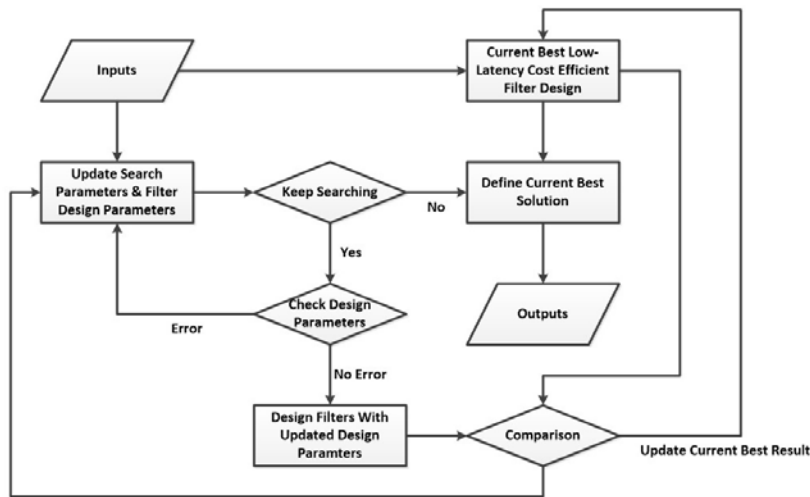 Inputs
Current Best Low-
Latency Cost Efficient
Filter Design
Update Search
Parameters & Filter
Design Parameters
Keep Searching
No
Define Current Best
Solution
Yes
Check Design
Parameters
Error
Outputs
No Error
Design Filters With
Updated Design
Paramters
Comparison
Update Current Best Result